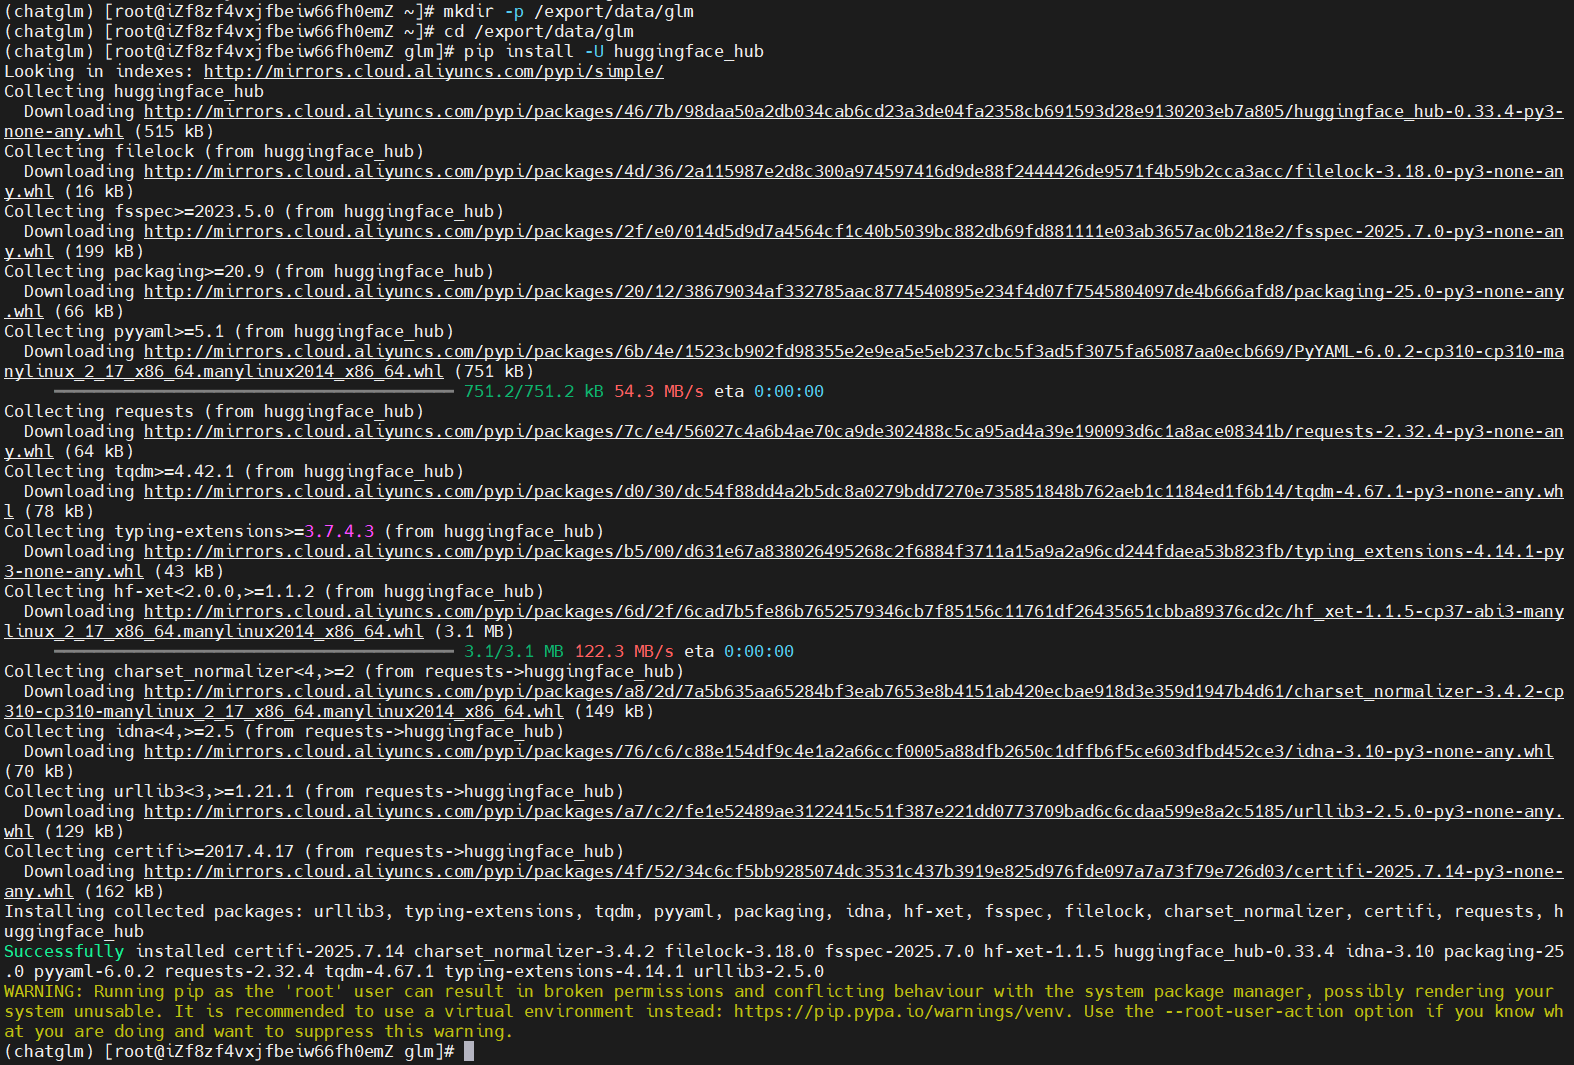 (chatglm) [root@iZf8zf4vxjfbeiw66fh0emZ ~]# mkdir -p /export/data/glm
(chatglm) [root@iZf8zf4vxjfbeiw66fh0emZ ~]# cd /export/data/glm
(chatglm) [root@iZf8zf4vxjfbeiw66fh0emZ glm]# pip install -U huggingface_hub
Looking in indexes: http://mirrors.cloud.aliyuncs.com/pypi/simple/
Collecting huggingface_hub
  Downloading http://mirrors.cloud.aliyuncs.com/pypi/packages/46/7b/98daa50a2db034cab6cd23a3de04fa2358cb691593d28e9130203eb7a805/huggingface_hub-0.33.4-py3-
none-any.whl (515 kB)
Collecting filelock (from huggingface_hub)
  Downloading http://mirrors.cloud.aliyuncs.com/pypi/packages/4d/36/2a115987e2d8c300a974597416d9de88f2444426de9571f4b59b2cca3acc/filelock-3.18.0-py3-none-an
y.whl (16 kB)
Collecting fsspec>=2023.5.0 (from huggingface_hub)
  Downloading http://mirrors.cloud.aliyuncs.com/pypi/packages/2f/e0/014d5d9d7a4564cf1c40b5039bc882db69fd881111e03ab3657ac0b218e2/fsspec-2025.7.0-py3-none-an
y.whl (199 kB)
Collecting packaging>=20.9 (from huggingface_hub)
  Downloading http://mirrors.cloud.aliyuncs.com/pypi/packages/20/12/38679034af332785aac8774540895e234f4d07f7545804097de4b666afd8/packaging-25.0-py3-none-any
.whl (66 kB)
Collecting pyyaml>=5.1 (from huggingface_hub)
  Downloading http://mirrors.cloud.aliyuncs.com/pypi/packages/6b/4e/1523cb902fd98355e2e9ea5e5eb237cbc5f3ad5f3075fa65087aa0ecb669/PyYAML-6.0.2-cp310-cp310-ma
nylinux_2_17_x86_64.manylinux2014_x86_64.whl (751 kB)
751.2/751.2 kB 54.3 MB/s eta 0:00:00
Collecting requests (from huggingface_hub)
  Downloading http://mirrors.cloud.aliyuncs.com/pypi/packages/7c/e4/56027c4a6b4ae70ca9de302488c5ca95ad4a39e190093d6c1a8ace08341b/requests-2.32.4-py3-none-an
y.whl (64 kB)
Collecting tqdm>=4.42.1 (from huggingface_hub)
  Downloading http://mirrors.cloud.aliyuncs.com/pypi/packages/d0/30/dc54f88dd4a2b5dc8a0279bdd7270e735851848b762aeb1c1184ed1f6b14/tqdm-4.67.1-py3-none-any.wh
l (78 kB)
Collecting typing-extensions>=3.7.4.3 (from huggingface_hub)
  Downloading http://mirrors.cloud.aliyuncs.com/pypi/packages/b5/00/d631e67a838026495268c2f6884f3711a15a9a2a96cd244fdaea53b823fb/typing_extensions-4.14.1-py
3-none-any.whl (43 kB)
Collecting hf-xet<2.0.0,>=1.1.2 (from huggingface_hub)
  Downloading http://mirrors.cloud.aliyuncs.com/pypi/packages/6d/2f/6cad7b5fe86b7652579346cb7f85156c11761df26435651cbba89376cd2c/hf_xet-1.1.5-cp37-abi3-many
linux_2_17_x86_64.manylinux2014_x86_64.whl (3.1 MB)
3.1/3.1 MB 122.3 MB/s eta 0:00:00
Collecting charset_normalizer<4,>=2 (from requests->huggingface_hub)
  Downloading http://mirrors.cloud.aliyuncs.com/pypi/packages/a8/2d/7a5b635aa65284bf3eab7653e8b4151ab420ecbae918d3e359d1947b4d61/charset_normalizer-3.4.2-cp
310-cp310-manylinux_2_17_x86_64.manylinux2014_x86_64.whl (149 kB)
Collecting idna<4,>=2.5 (from requests->huggingface_hub)
  Downloading http://mirrors.cloud.aliyuncs.com/pypi/packages/76/c6/c88e154df9c4e1a2a66ccf0005a88dfb2650c1dffb6f5ce603dfbd452ce3/idna-3.10-py3-none-any.whl
(70 kB)
Collecting urllib3<3,>=1.21.1 (from requests->huggingface_hub)
  Downloading http://mirrors.cloud.aliyuncs.com/pypi/packages/a7/c2/fe1e52489ae3122415c51f387e221dd0773709bad6c6cdaa599e8a2c5185/urllib3-2.5.0-py3-none-any.
whl (129 kB)
Collecting certifi>=2017.4.17 (from requests->huggingface_hub)
  Downloading http://mirrors.cloud.aliyuncs.com/pypi/packages/4f/52/34c6cf5bb9285074dc3531c437b3919e825d976fde097a7a73f79e726d03/certifi-2025.7.14-py3-none-
any.whl (162 kB)
Installing collected packages: urllib3, typing-extensions, tqdm, pyyaml, packaging, idna, hf-xet, fsspec, filelock, charset_normalizer, certifi, requests, h
uggingface_hub
Successfully installed certifi-2025.7.14 charset_normalizer-3.4.2 filelock-3.18.0 fsspec-2025.7.0 hf-xet-1.1.5 huggingface_hub-0.33.4 idna-3.10 packaging-25
.0 pyyaml-6.0.2 requests-2.32.4 tqdm-4.67.1 typing-extensions-4.14.1 urllib3-2.5.0
WARNING: Running pip as the 'root' user can result in broken permissions and conflicting behaviour with the system package manager, possibly rendering your
system unusable. It is recommended to use a virtual environment instead: https://pip.pypa.io/warnings/venv. Use the --root-user-action option if you know wh
at you are doing and want to suppress this warning.
(chatglm) [root@iZf8zf4vxjfbeiw66fh0emZ glm]#